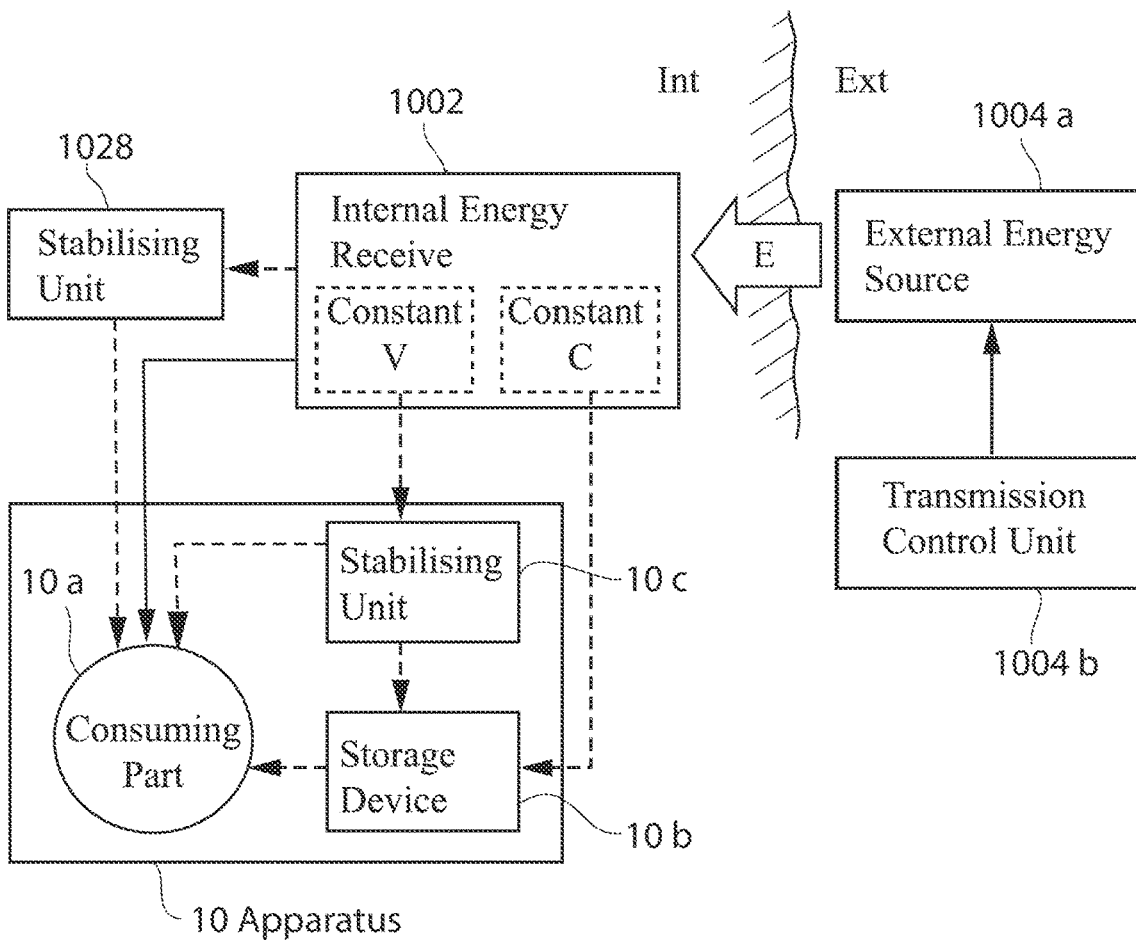 Int
Ext
1002
1004 a
1028
Internal Energy
Receive
Stabilising
Unit
E
External Energy
Source
Constant
V
Constant
C
Transmission
Control Unit
Stabilising
Unit
10 a
10 c
1004 b
Consuming
Part
Storage
Device
10 b
10 Apparatus